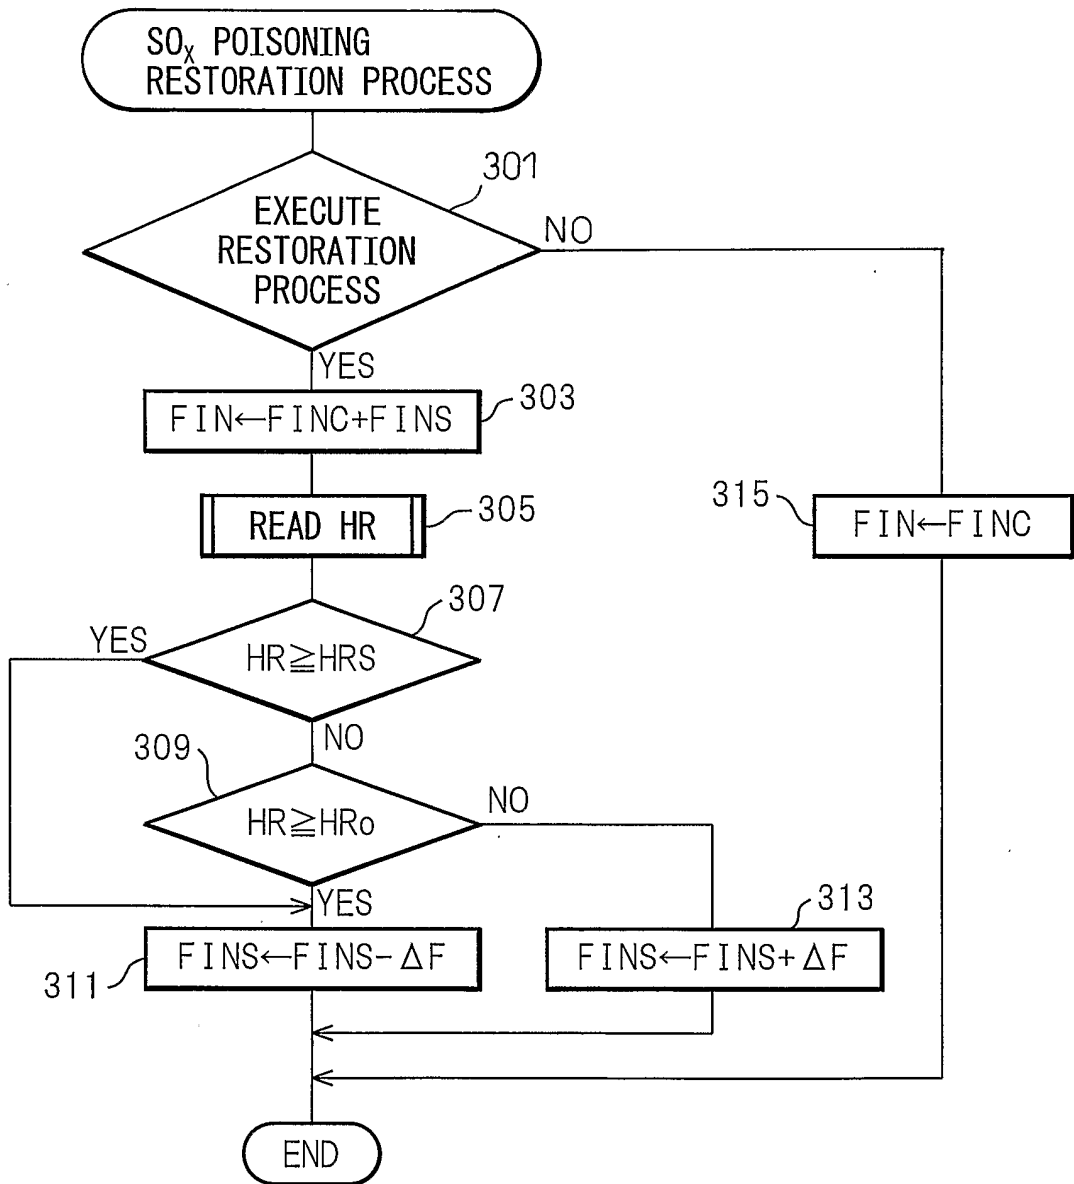 SOx POISONING
RESTORATION PROCESS
301
EXECUTE
RESTORATION
PROCESS
NO
YES
FIN←FINC+FINS
303
READ HR
305
315
FIN←FINC
307
YES
HR≧HRS
NO
309
HR≧HRo
NO
YES
313
FINS←FINS-ΔF
FINS←FINS+ΔF
311
END